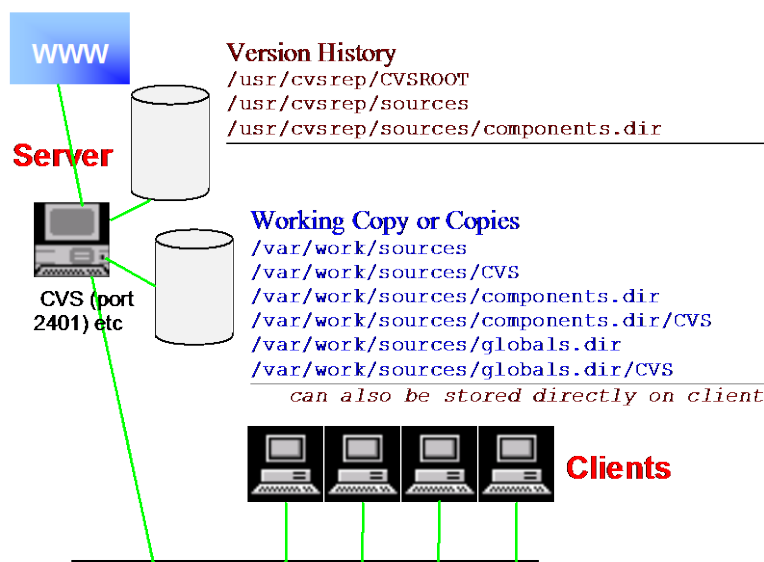 WWW
Version History
/usr/cvsrep/CVSROOT
/usr/cvsrep/sources
/usr/cvsrep/sources/components.dir
Server
Working Copy or Copies
/var/work/sources
/var/work/sources/CVS
/var/work/sources/components.dir
/var/work/sources/components.dir/CVS
/var/work/sources/globals.dir
/var/work/sources/globals.dir/CVS
can also be stored directly on client
CVS (port
2401) etc
Clients